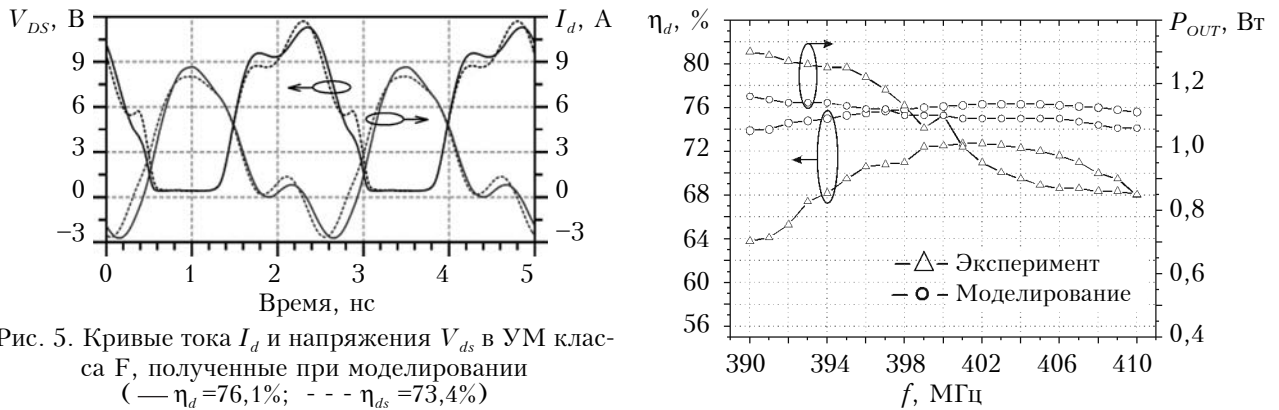 V_DS, В
I_d, А
9
6
3
0
−3
9
6
3
0
−3
0 1 2 3 4 5
Время, нс
Рис. 5. Кривые тока I_d и напряжения V_ds в УМ клас-
са F, полученные при моделировании
( — η_d =76,1%; - - - η_ds =73,4%)
η_d, %
P_OUT, Вт
80
76
72
68
64
60
56
1,2
1,0
0,8
0,6
0,4
– △ – Эксперимент
– o – Моделирование
390 394 398 402 406 410
f, МГц